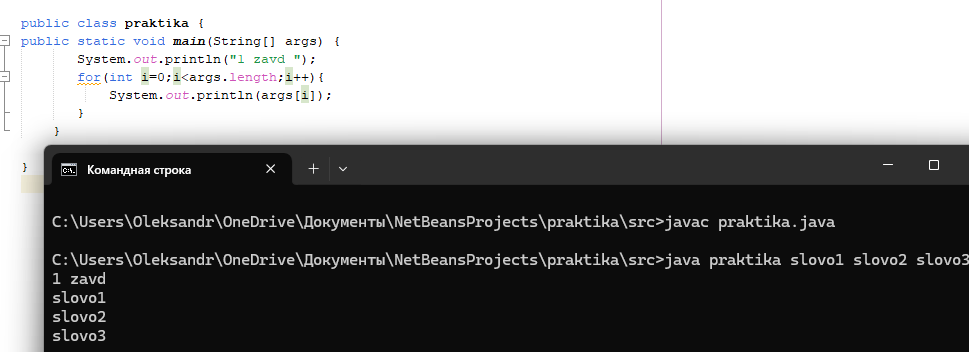 public class praktika {
public static void main(String[] args) {
System.out.println("1 zavd ");
for(int i=0;i<args.length;i++){
System.out.println(args[i]);
}
}
}
Командная строка
C:\Users\Oleksandr\OneDrive\Документы\NetBeansProjects\praktika\src>javac praktika.java
C:\Users\Oleksandr\OneDrive\Документы\NetBeansProjects\praktika\src>java praktika slovo1 slovo2 slovo3
1 zavd
slovo1
slovo2
slovo3